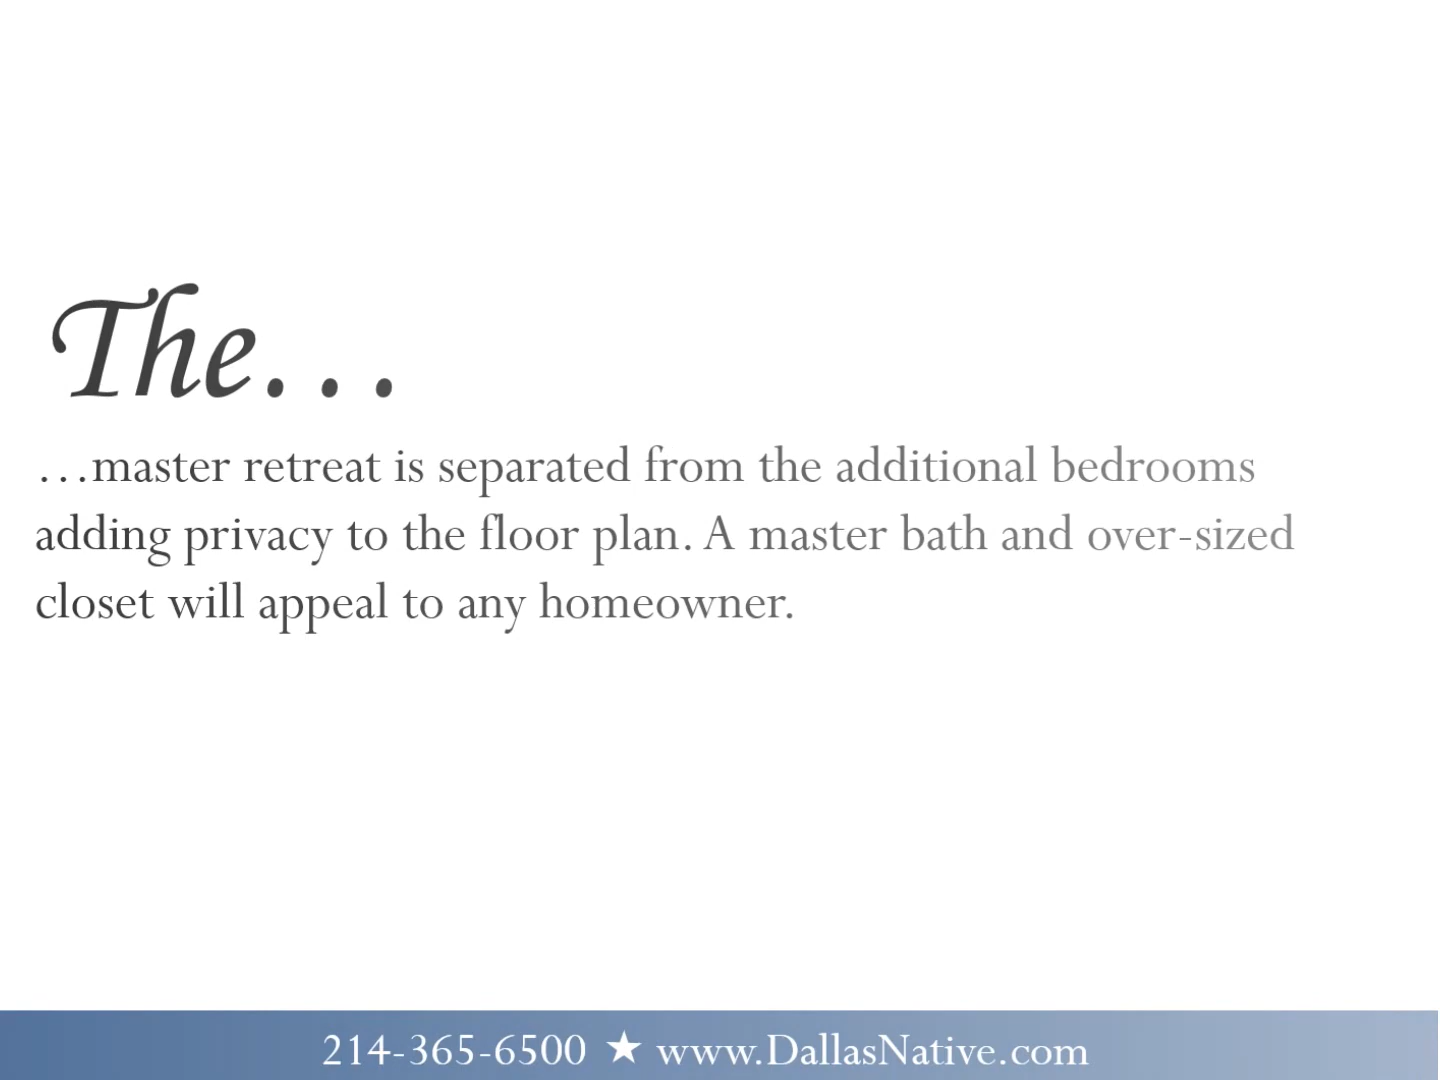 The…
…master retreat is separated from the additional bedrooms
adding privacy to the floor plan. A master bath and over-sized
closet will appeal to any homeowner.
214-365-6500 ★ www.DallasNative.com